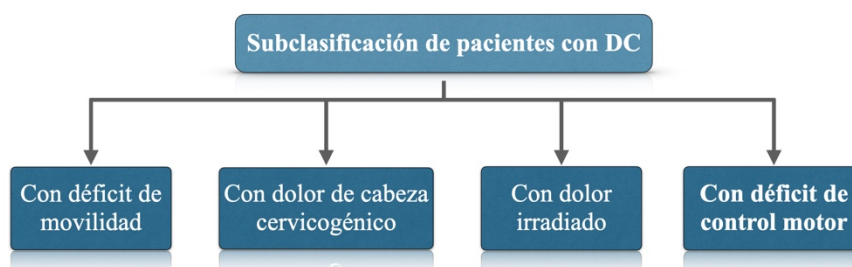 Subclasificación de pacientes con DC
Con déficit de
movilidad
Con dolor de cabeza
cervicogénico
Con dolor
irradiado
Con déficit de
control motor